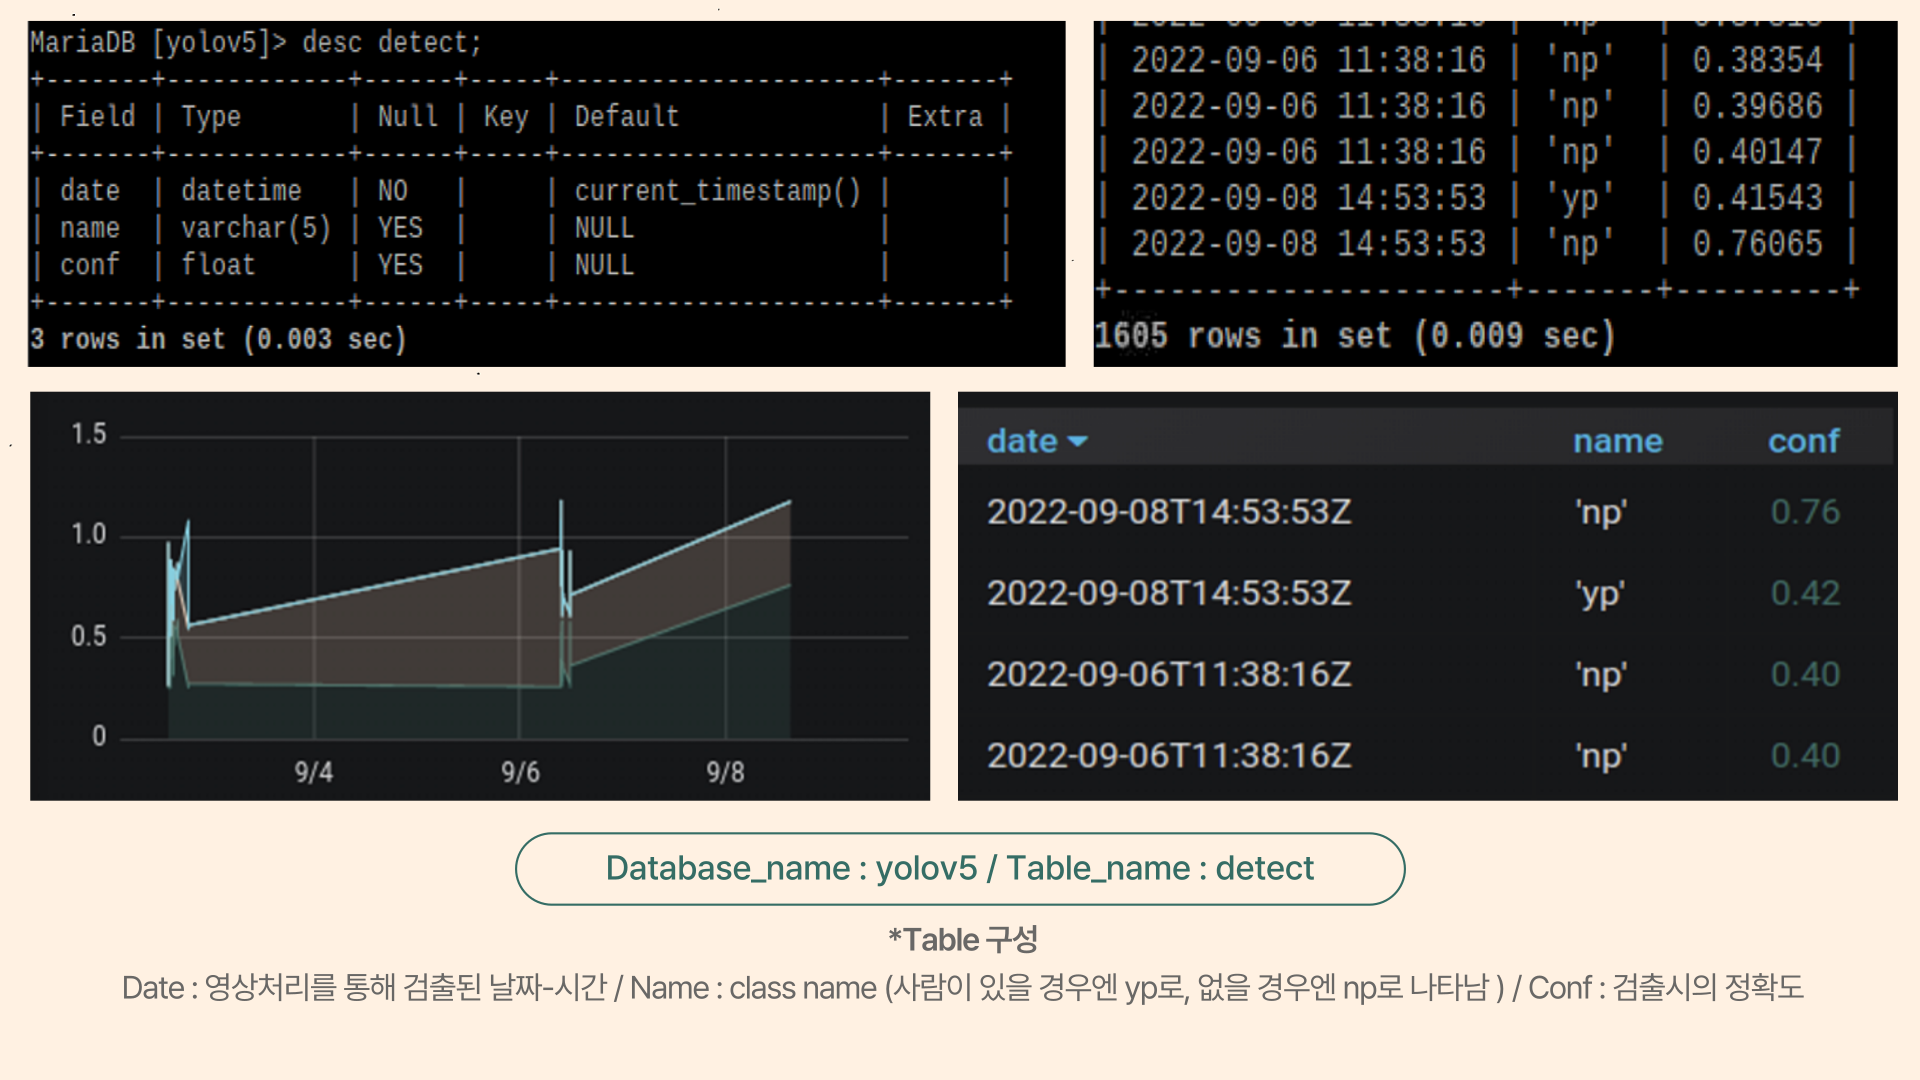 MariaDB [yolov5]> desc detect;
+-------+------------+------+-----+---------------------+-------+
| Field | Type       | Null | Key | Default             | Extra |
+-------+------------+------+-----+---------------------+-------+
| date  | datetime   | NO   |     | current_timestamp() |       |
| name  | varchar(5) | YES  |     | NULL                |       |
| conf  | float      | YES  |     | NULL                |       |
+-------+------------+------+-----+---------------------+-------+
3 rows in set (0.003 sec)
| 2022-09-06 11:38:16 | 'np'  | 0.38354 |
| 2022-09-06 11:38:16 | 'np'  | 0.39686 |
| 2022-09-06 11:38:16 | 'np'  | 0.40147 |
| 2022-09-08 14:53:53 | 'yp'  | 0.41543 |
| 2022-09-08 14:53:53 | 'np'  | 0.76065 |
+---------------------+-------+---------+
1605 rows in set (0.009 sec)
1.5
1.0
0.5
0
9/4 9/6 9/8
date name conf
2022-09-08T14:53:53Z 'np' 0.76
2022-09-08T14:53:53Z 'yp' 0.42
2022-09-06T11:38:16Z 'np' 0.40
2022-09-06T11:38:16Z 'np' 0.40
Database_name : yolov5 / Table_name : detect
*Table 구성
Date : 영상처리를 통해 검출된 날짜-시간 / Name : class name (사람이 있을 경우엔 yp로, 없을 경우엔 np로 나타남 ) / Conf : 검출시의 정확도